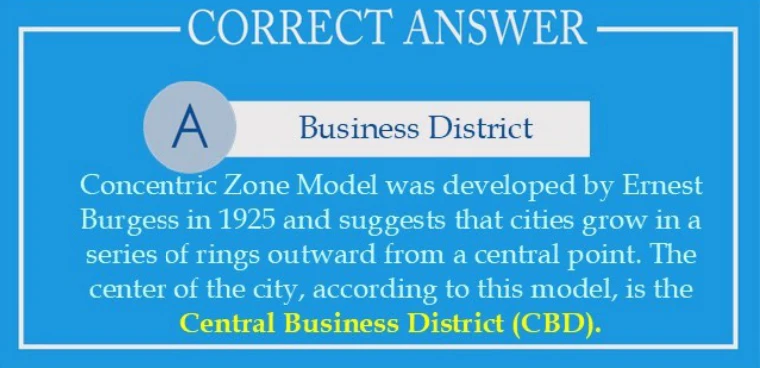 CORRECT ANSWER
A
Business District
Concentric Zone Model was developed by Ernest
Burgess in 1925 and suggests that cities grow in a
series of rings outward from a central point. The
center of the city, according to this model, is the
Central Business District (CBD).